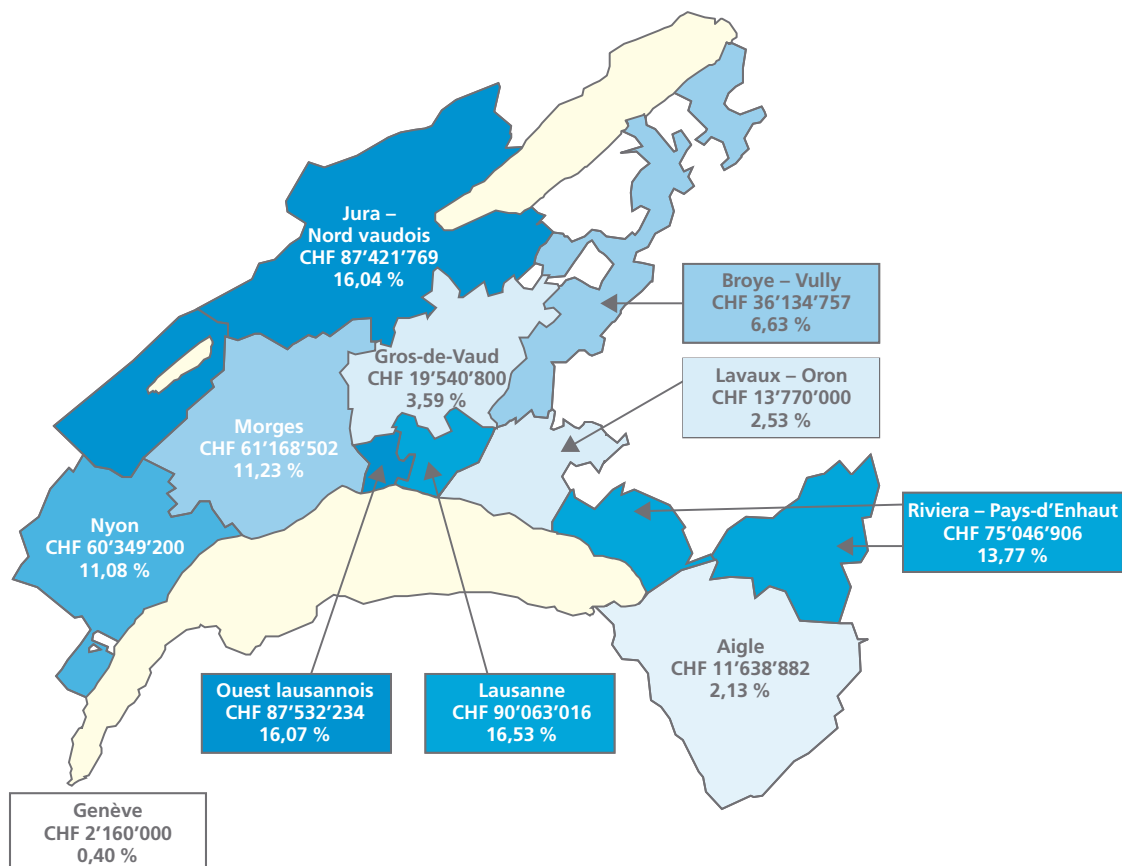 Jura –
Nord vaudois
CHF 87’421’769
16,04 %
Broye – Vully
CHF 36’134’757
6,63 %
Gros-de-Vaud
CHF 19’540’800
3,59 %
Lavaux – Oron
CHF 13’770’000
2,53 %
Morges
CHF 61’168’502
11,23 %
Nyon
CHF 60’349’200
11,08 %
Riviera – Pays-d’Enhaut
CHF 75’046’906
13,77 %
Aigle
CHF 11’638’882
2,13 %
Ouest lausannois
CHF 87’532’234
16,07 %
Lausanne
CHF 90’063’016
16,53 %
Genève
CHF 2’160’000
0,40 %